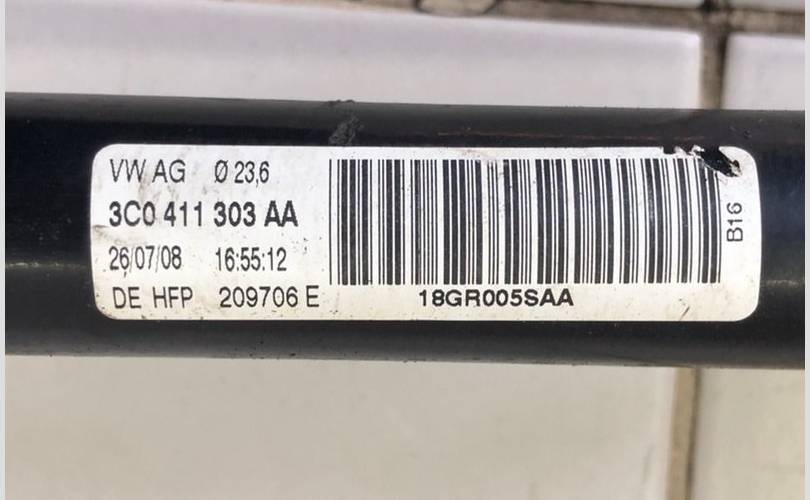 VW AG Ø 23,6
3C0 411 303 AA
26/07/08 16:55:12
DE HFP 209706 E
18GR005SAA
B16